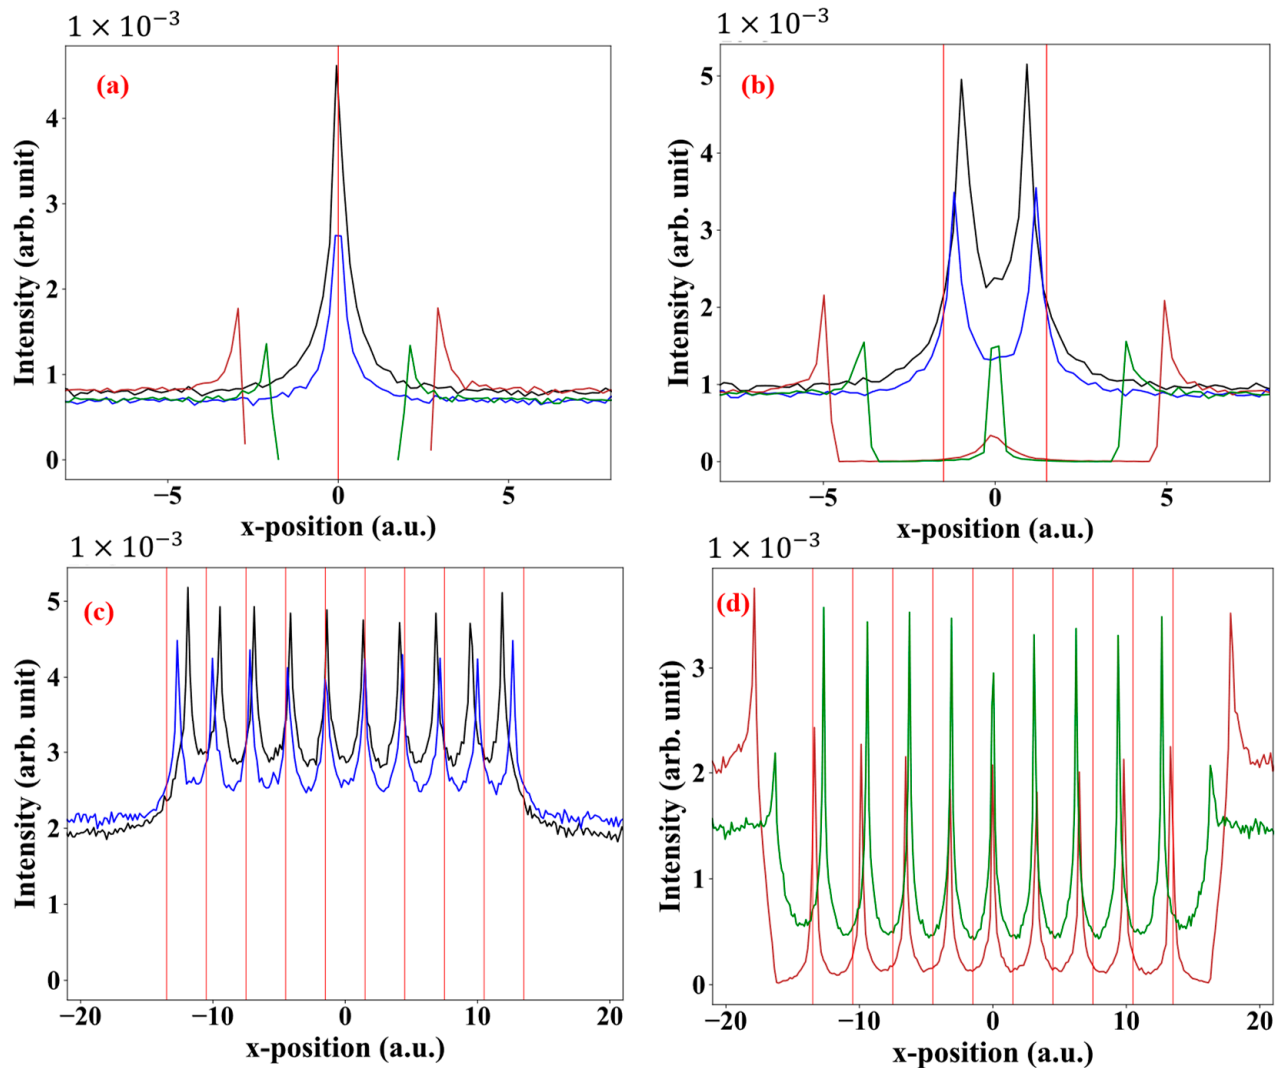 1 × 10⁻³
(a)
Intensity (arb. unit)
4
3
2
1
0
−5
0
5
x-position (a.u.)
1 × 10⁻³
(b)
Intensity (arb. unit)
5
4
3
2
1
0
−5
0
5
x-position (a.u.)
1 × 10⁻³
(c)
Intensity (arb. unit)
5
4
3
2
1
0
−20
−10
0
10
20
x-position (a.u.)
1 × 10⁻³
(d)
Intensity (arb. unit)
3
2
1
0
−20
−10
0
10
20
x-position (a.u.)